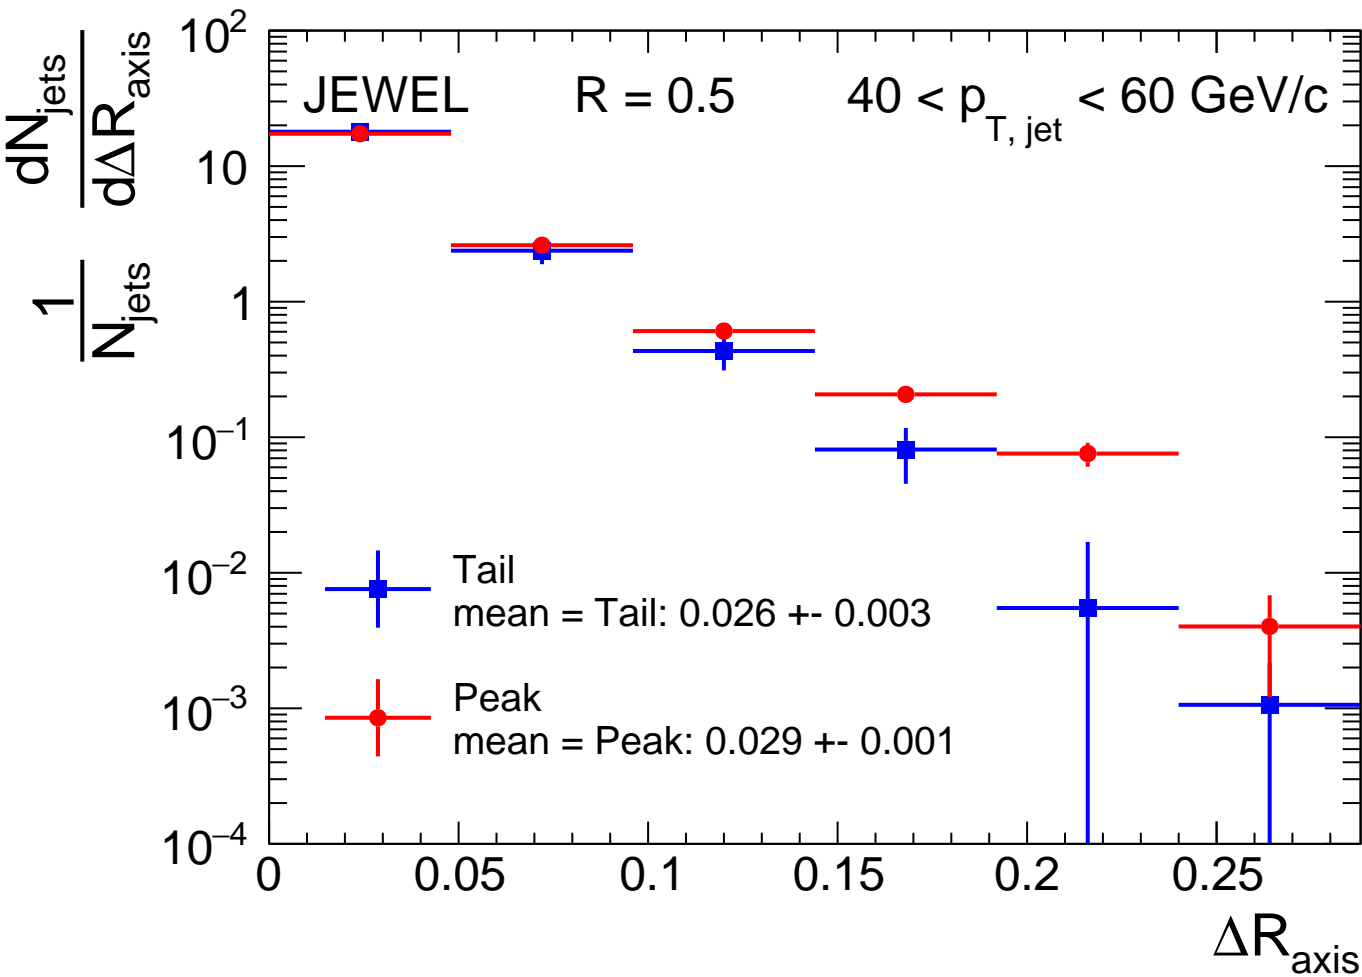 1 dN_jets
N_jets dΔR_axis
JEWEL R = 0.5 40 < p_T, jet < 60 GeV/c
10^2
10
1
10^−1
10^−2
10^−3
10^−4
Tail
mean = Tail: 0.026 +- 0.003
Peak
mean = Peak: 0.029 +- 0.001
0 0.05 0.1 0.15 0.2 0.25
ΔR_axis